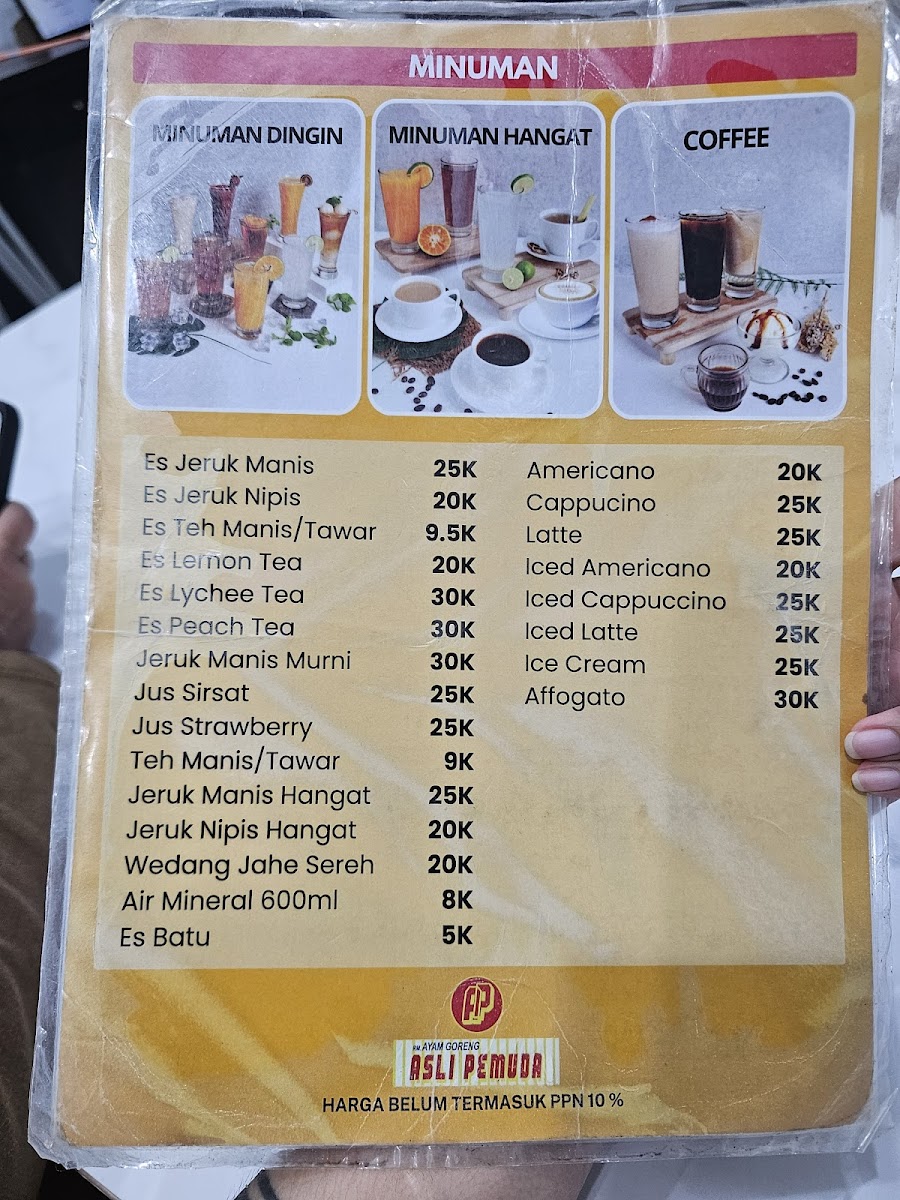 MINUMAN
MINUMAN DINGIN
MINUMAN HANGAT
COFFEE
Es Jeruk Manis 25K
Es Jeruk Nipis 20K
Es Teh Manis/Tawar 9.5K
Es Lemon Tea 20K
Es Lychee Tea 30K
Es Peach Tea 30K
Jeruk Manis Murni 30K
Jus Sirsat 25K
Jus Strawberry 25K
Teh Manis/Tawar 9K
Jeruk Manis Hangat 25K
Jeruk Nipis Hangat 20K
Wedang Jahe Sereh 20K
Air Mineral 600ml 8K
Es Batu 5K
Americano 20K
Cappucino 25K
Latte 25K
Iced Americano 20K
Iced Cappuccino 25K
Iced Latte 25K
Ice Cream 25K
Affogato 30K
AP
RM. AYAM GORENG
ASLI PEMUDA
HARGA BELUM TERMASUK PPN 10 %